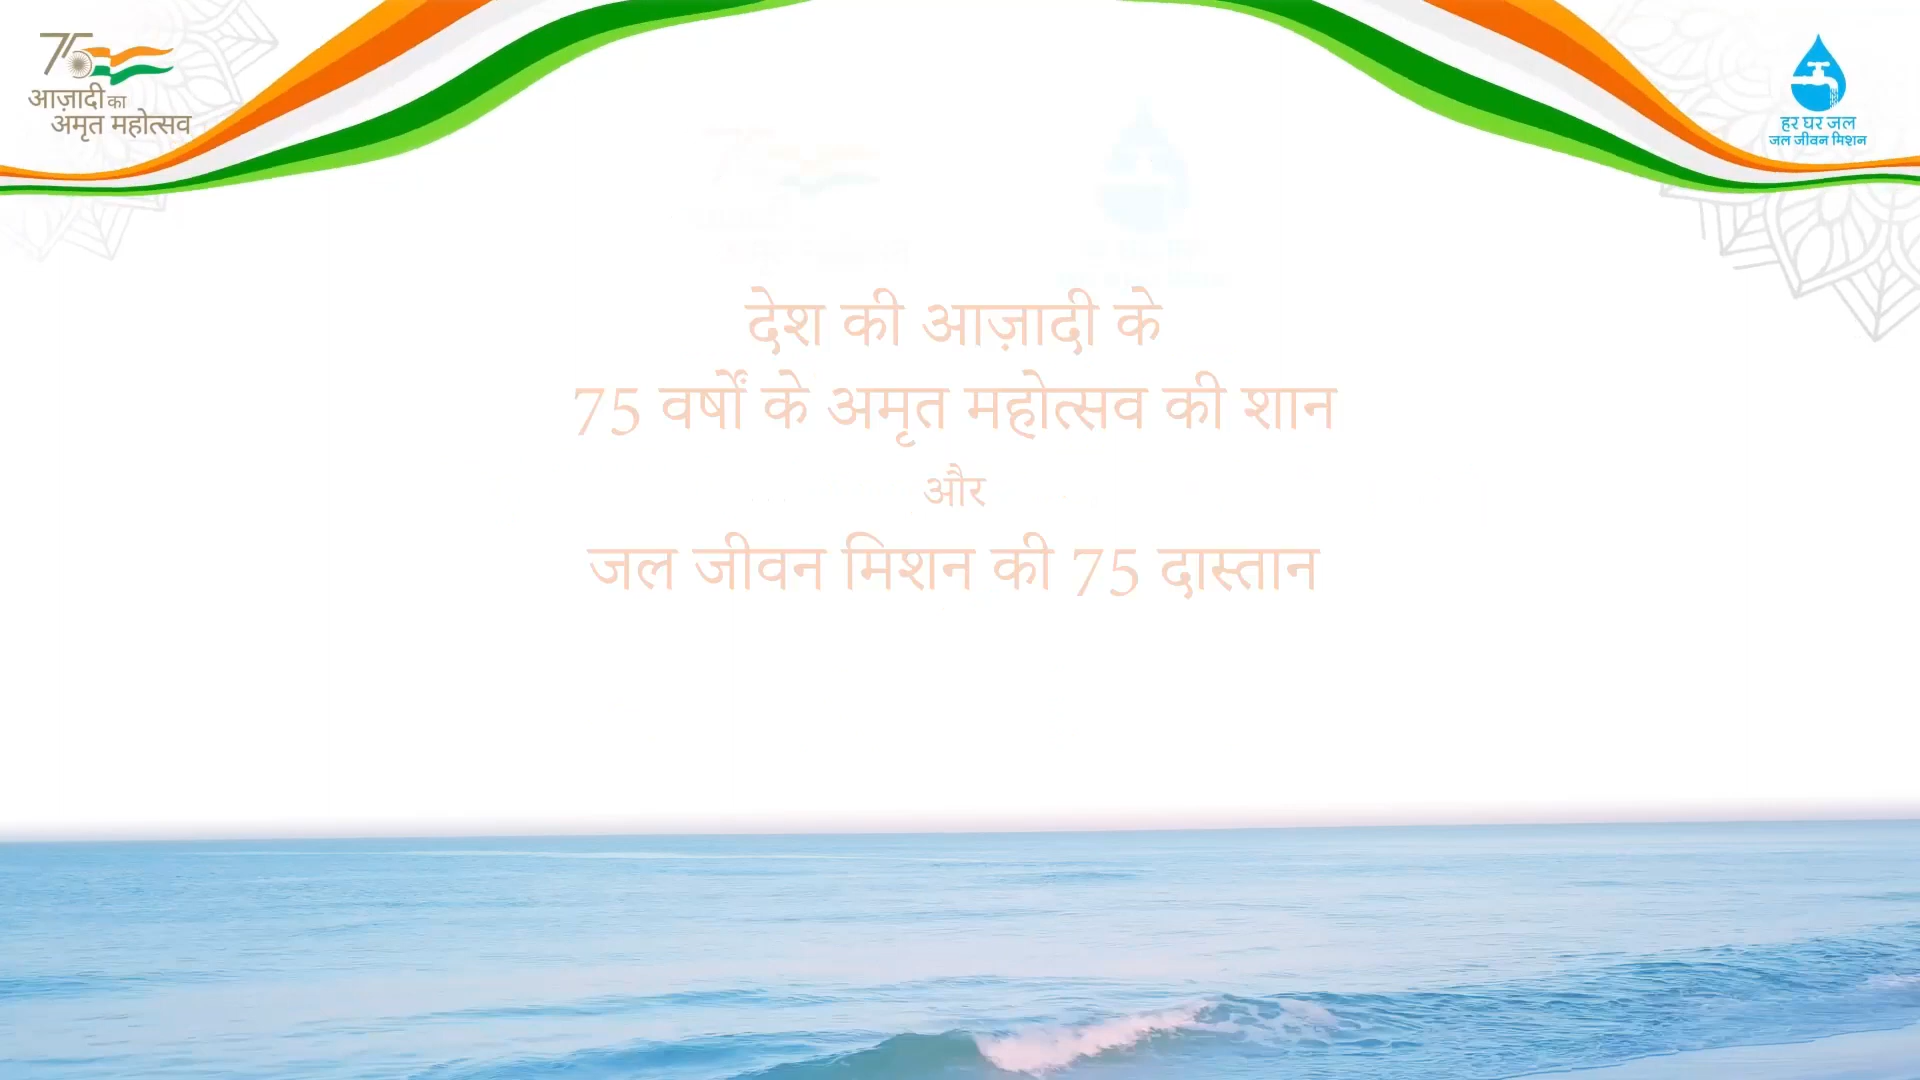 75
आज़ादी का
अमृत महोत्सव
हर घर जल
जल जीवन मिशन
देश की आज़ादी के
75 वर्षों के अमृत महोत्सव की शान
और
जल जीवन मिशन की 75 दास्तान